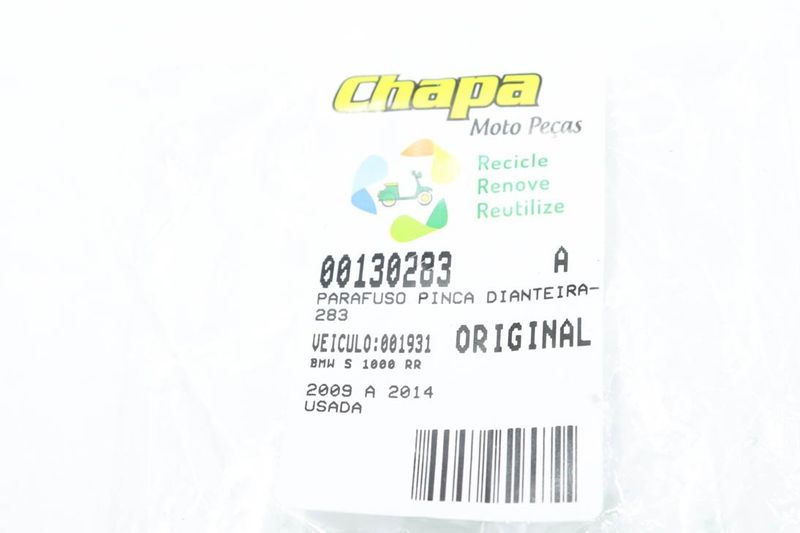 Chapa
Moto Peças
Recicle
Renove
Reutilize
00130283 A
PARAFUSO PINCA DIANTEIRA-
283
VEICULO:001931 ORIGINAL
BMW S 1000 RR
2009 A 2014
USADA